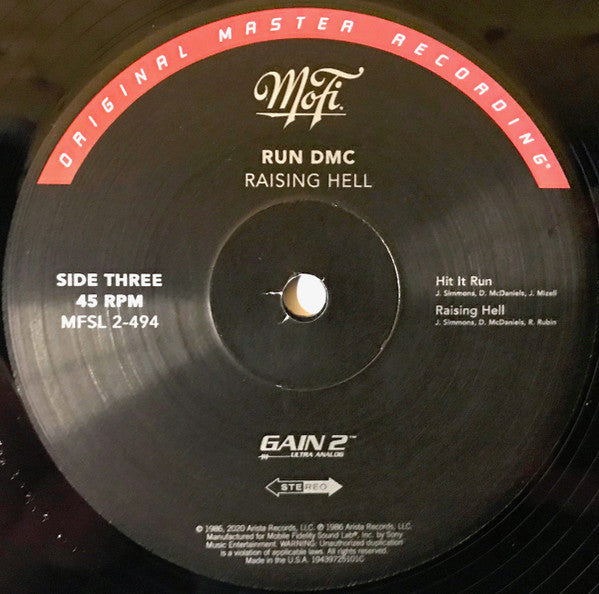 ORIGINAL MASTER RECORDING®
MoFi.
RUN DMC
RAISING HELL
SIDE THREE
45 RPM
MFSL 2-494
Hit It Run
J. Simmons, D. McDaniels, J. Mizell
Raising Hell
J. Simmons, D. McDaniels, R. Rubin
GAIN 2™
ULTRA ANALOG
STEREO
© 1986, 2020 Arista Records, LLC. ℗ 1986 Arista Records, LLC.
Manufactured for Mobile Fidelity Sound Lab®, Inc. by Sony
Music Entertainment. WARNING: Unauthorized duplication
is a violation of applicable laws. All rights reserved.
Made in the U.S.A. 19439725101C